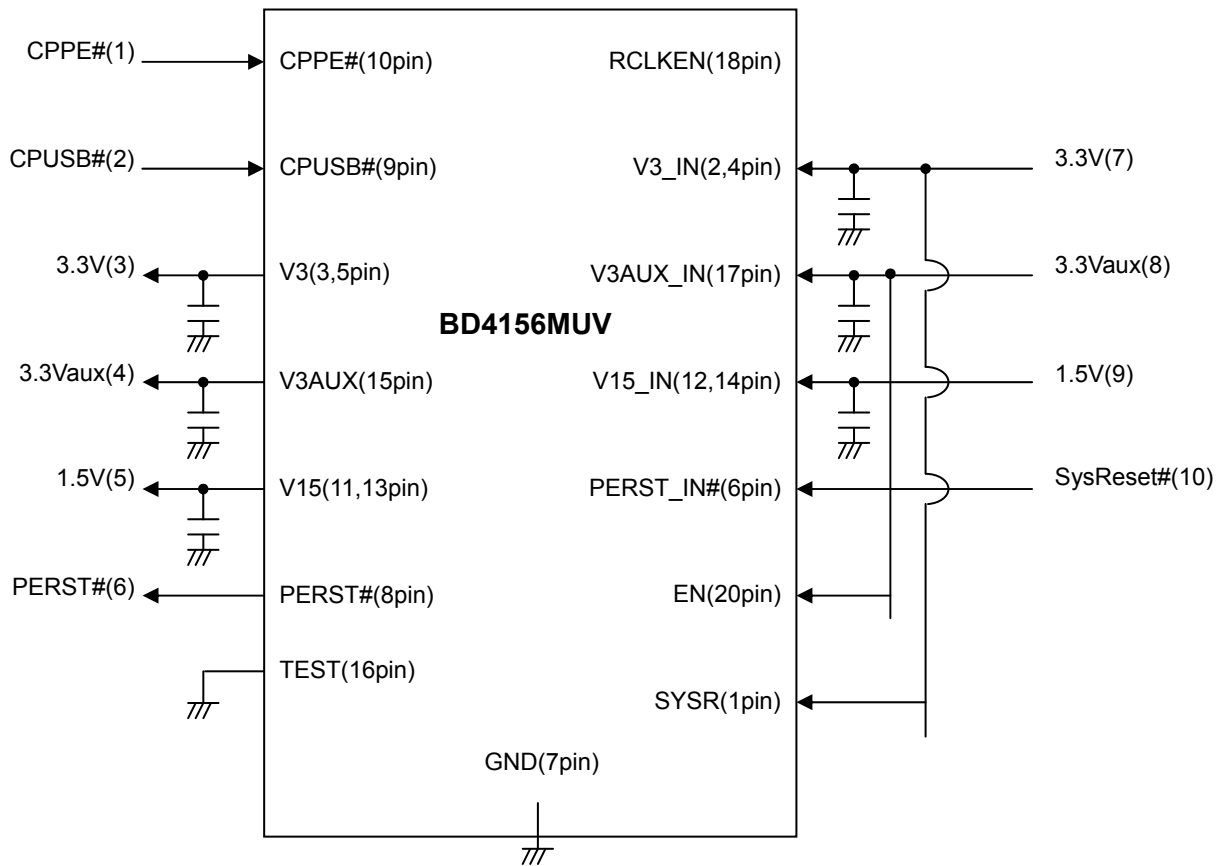 CPPE#(1)
CPPE#(10pin)
RCLKEN(18pin)
CPUSB#(2)
CPUSB#(9pin)
V3_IN(2,4pin)
3.3V(7)
3.3V(3)
V3(3,5pin)
V3AUX_IN(17pin)
3.3Vaux(8)
BD4156MUV
3.3Vaux(4)
V3AUX(15pin)
V15_IN(12,14pin)
1.5V(9)
1.5V(5)
V15(11,13pin)
PERST_IN#(6pin)
SysReset#(10)
PERST#(6)
PERST#(8pin)
EN(20pin)
TEST(16pin)
SYSR(1pin)
GND(7pin)